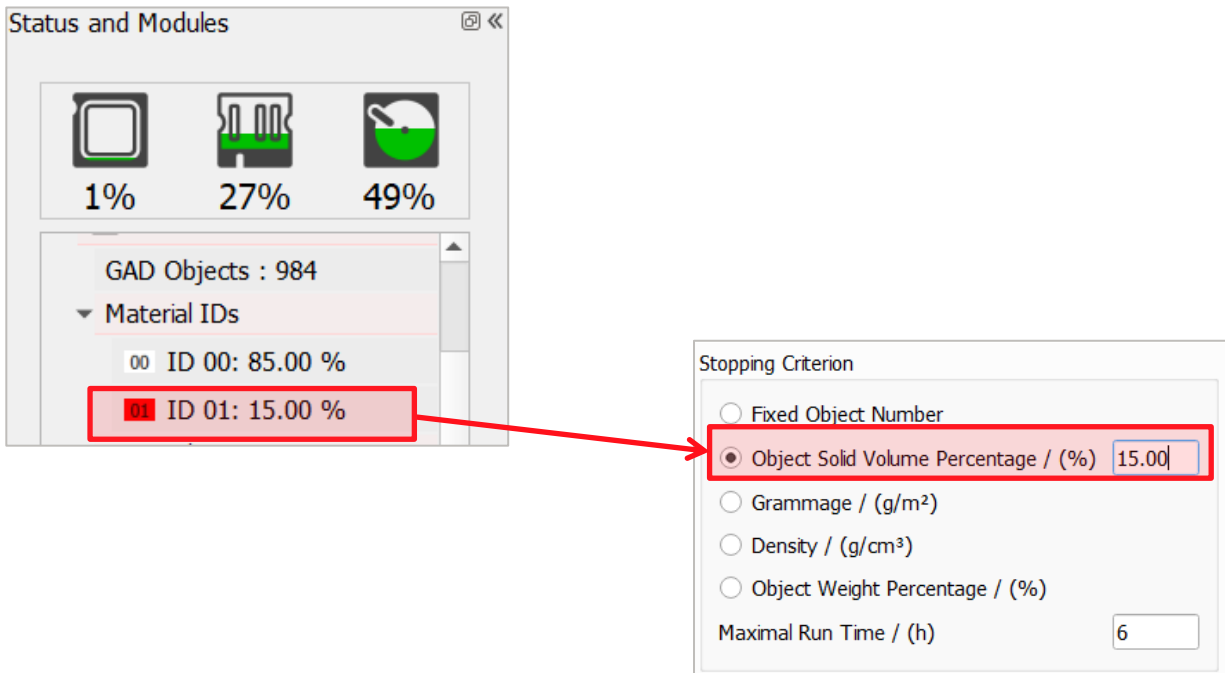 Status and Modules
1% 27% 49%
GAD Objects : 984
Material IDs
00 ID 00: 85.00 %
01 ID 01: 15.00 %
Stopping Criterion
Fixed Object Number
Object Solid Volume Percentage / (%) 15.00
Grammage / (g/m²)
Density / (g/cm³)
Object Weight Percentage / (%)
Maximal Run Time / (h) 6